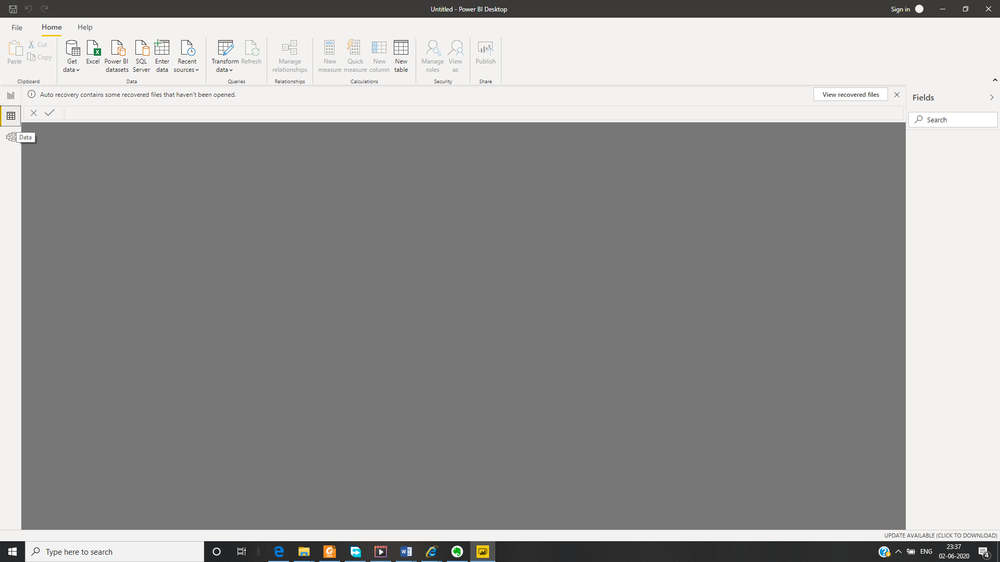 Untitled - Power BI Desktop
Sign in
File Home Help
Paste
Cut
Copy
Clipboard
Get
data
Excel
Power BI
datasets
SQL
Server
Enter
data
Recent
sources
Data
Transform
data
Refresh
Queries
Manage
relationships
Relationships
New
measure
Quick
measure
New
column
New
table
Calculations
Manage
roles
View
as
Security
Publish
Share
Auto recovery contains some recovered files that haven't been opened.
View recovered files
Fields
Search
Data
UPDATE AVAILABLE (CLICK TO DOWNLOAD)
Type here to search
ENG
23:37
02-06-2020
4